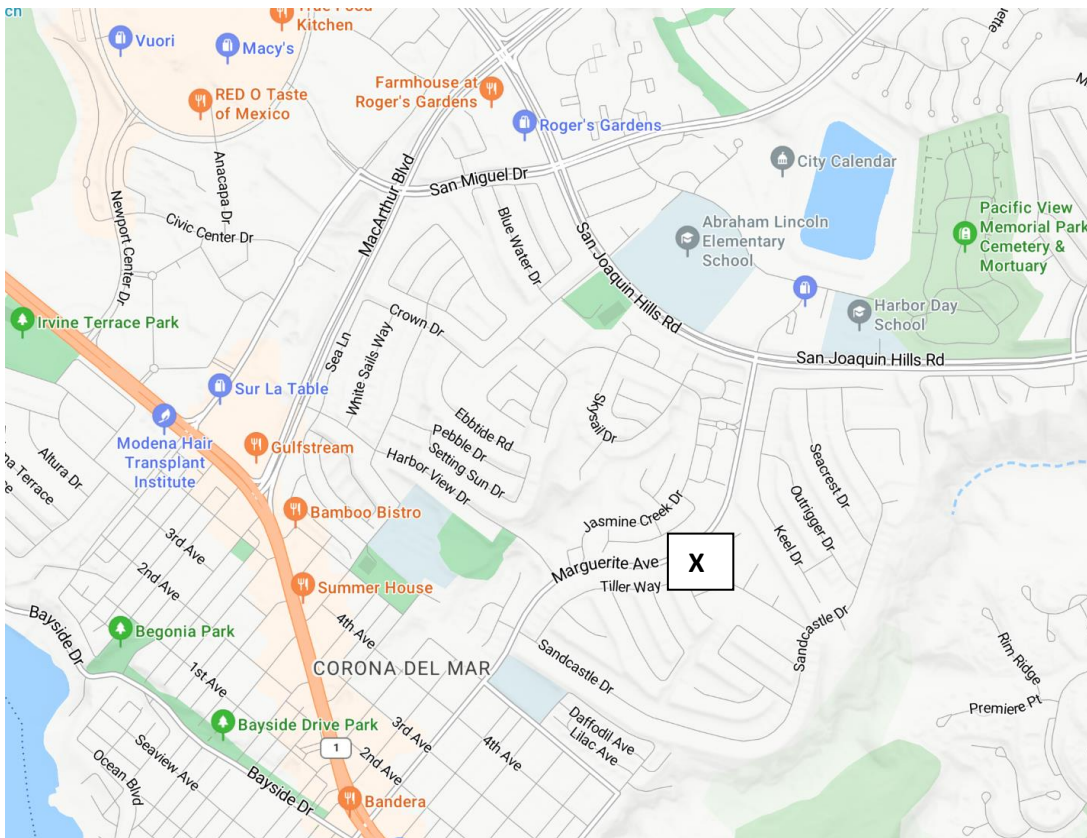 ch
True Food
Kitchen
Vuori
Macy's
RED O Taste
of Mexico
Farmhouse at
Roger's Gardens
Roger's Gardens
Anacapa Dr
MacArthur Blvd
San Miguel Dr
City Calendar
Newport Center Dr
Civic Center Dr
Blue Water Dr
Abraham Lincoln
Elementary
School
Pacific View
Memorial Park
Cemetery &
Mortuary
San Joaquin Hills Rd
Irvine Terrace Park
Crown Dr
Sea Ln
White Sails Way
Harbor Day
School
San Joaquin Hills Rd
Sur La Table
Modena Hair
Transplant
Institute
Gulfstream
Ebbtide Rd
Pebble Dr
Setting Sun Dr
Harbor View Dr
Skysail Dr
Seacrest Dr
Outrigger Dr
Keel Dr
Altura Dr
Bamboo Bistro
Jasmine Creek Dr
3rd Ave
2nd Ave
Marguerite Ave
X
Tiller Way
Summer House
Bayside Dr
Begonia Park
4th Ave
Sandcastle Dr
CORONA DEL MAR
1st Ave
Sandcastle Dr
Rim Ridge
Premiere Pt
Bayside Drive Park
3rd Ave
Daffodil Ave
Lilac Ave
4th Ave
1
2nd Ave
Seaview Ave
Ocean Blvd
Bayside Dr
Bandera